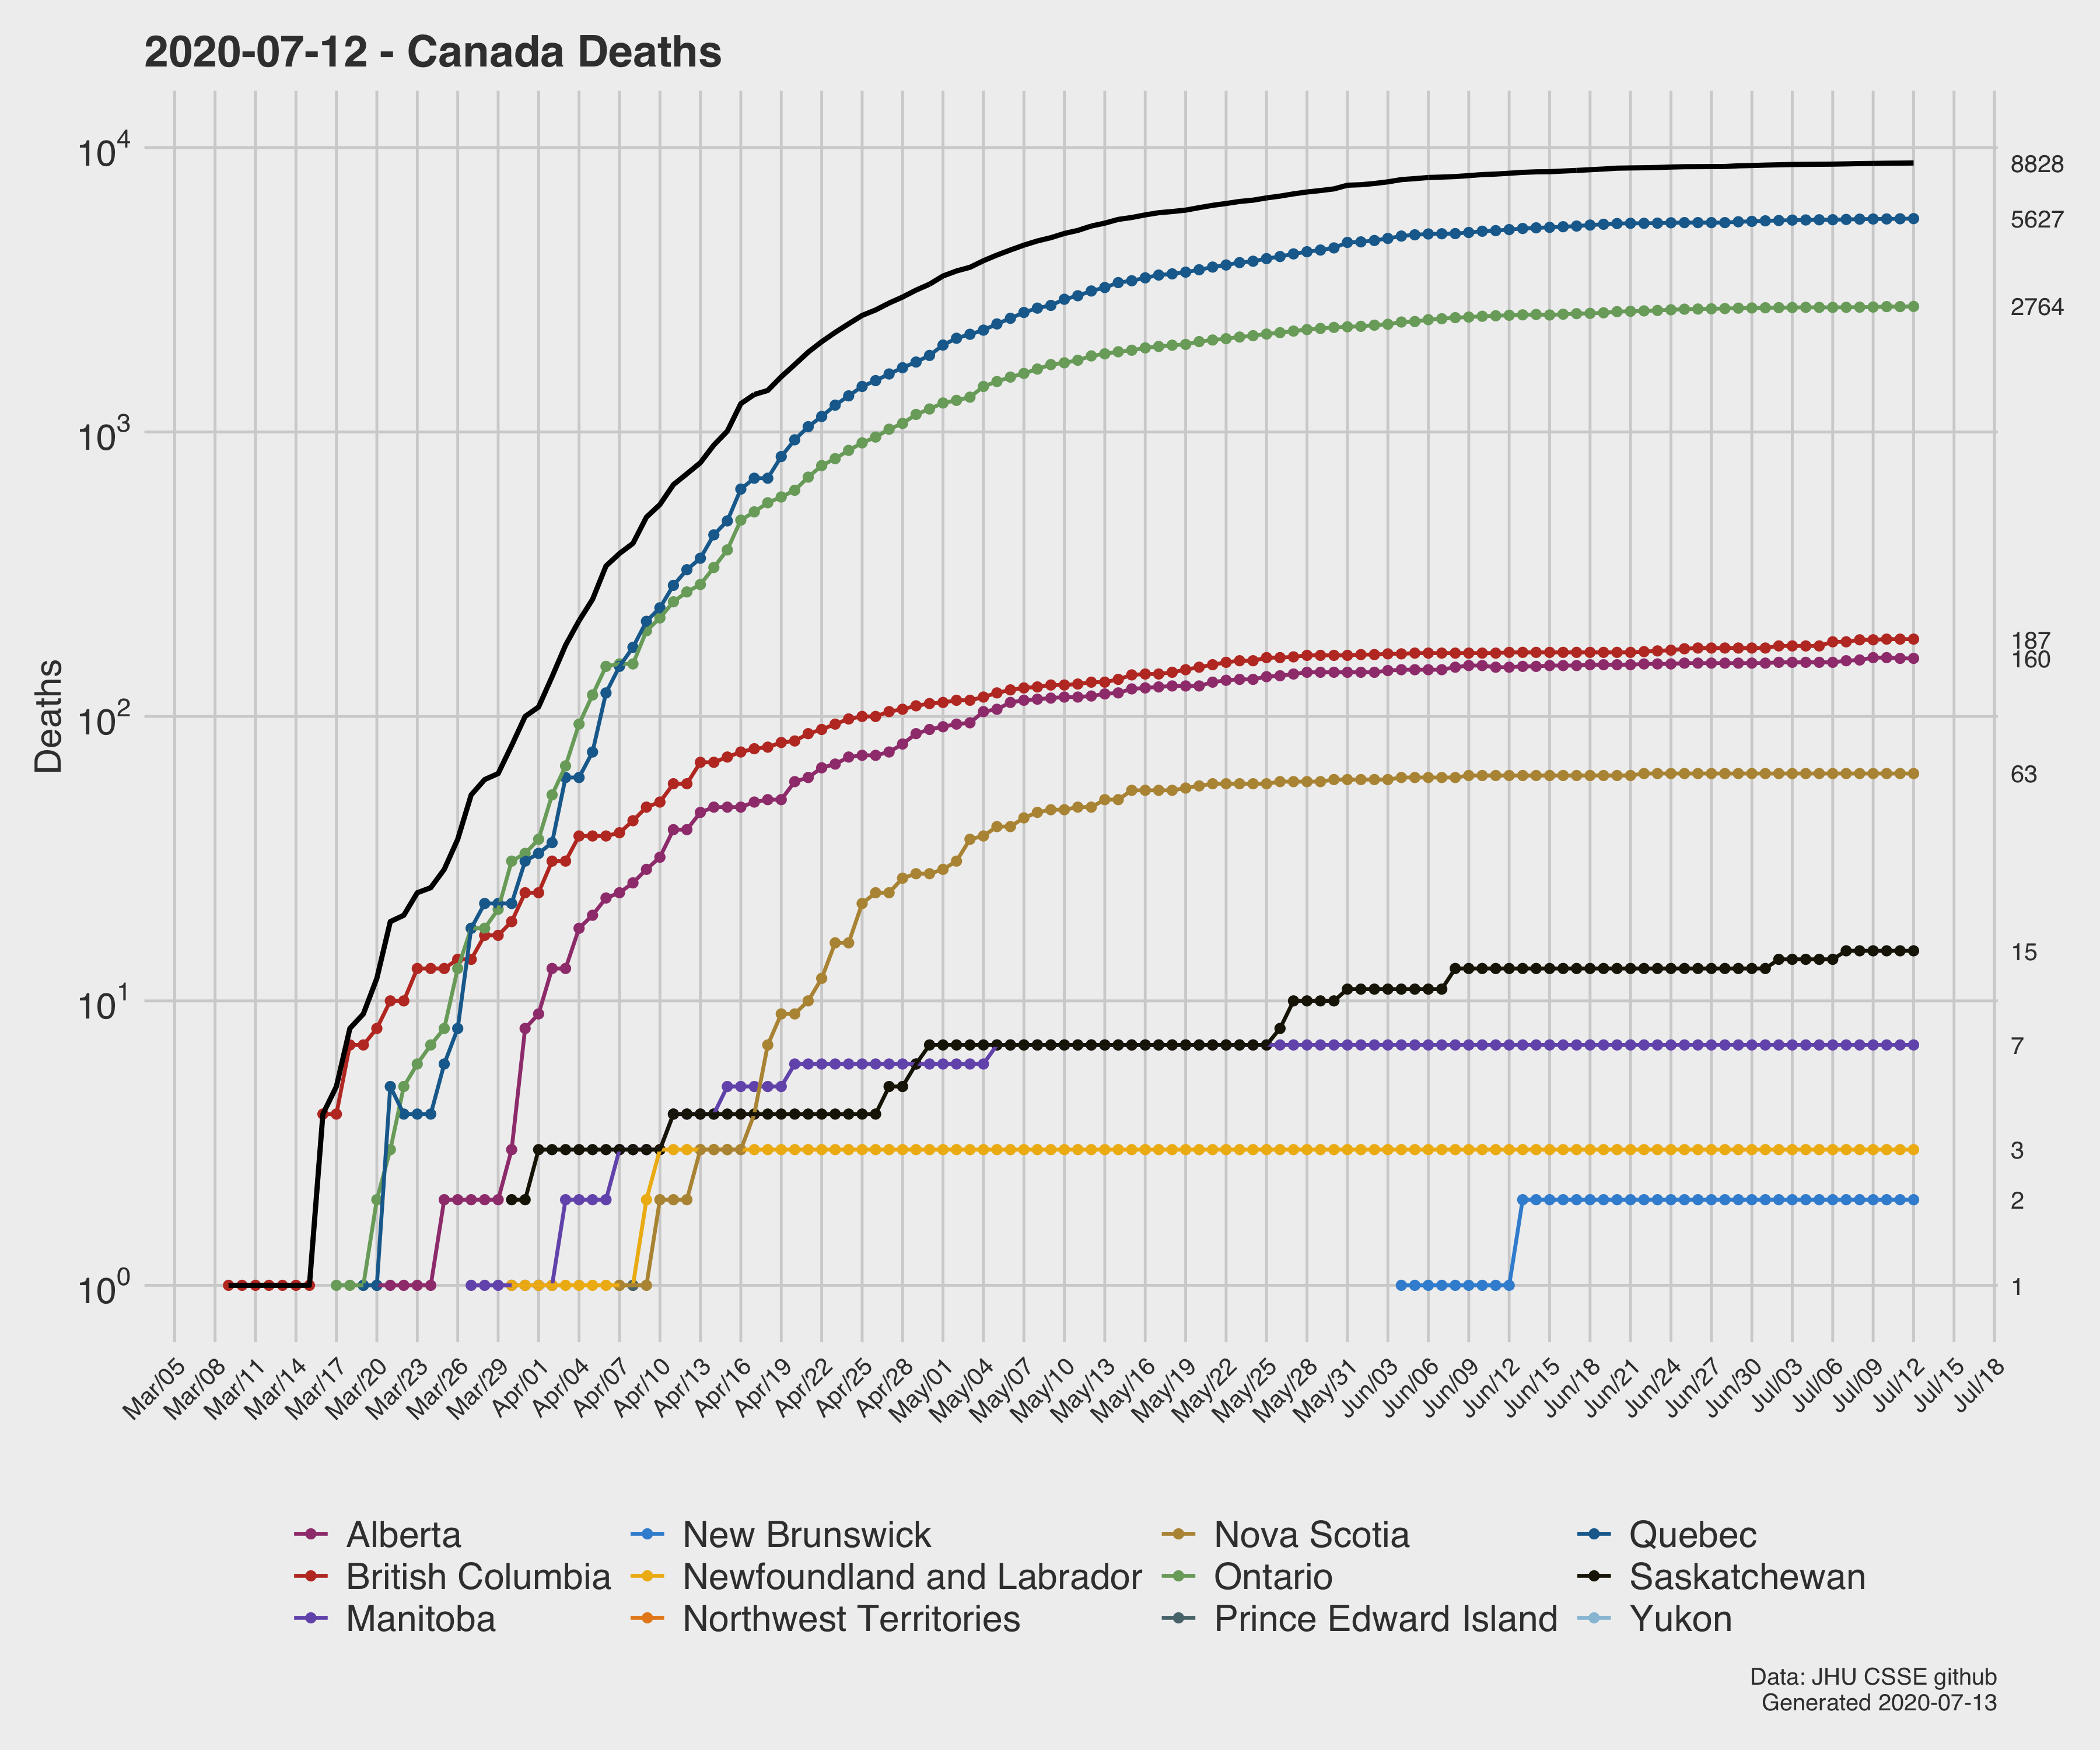 2020-07-12 - Canada Deaths
10^4
10^3
10^2
10^1
10^0
Deaths
8828
5627
2764
187
160
63
15
7
3
2
1
Mar/05 Mar/08 Mar/11 Mar/14 Mar/17 Mar/20 Mar/23 Mar/26 Mar/29 Apr/01 Apr/04 Apr/07 Apr/10 Apr/13 Apr/16 Apr/19 Apr/22 Apr/25 Apr/28 May/01 May/04 May/07 May/10 May/13 May/16 May/19 May/22 May/25 May/28 May/31 Jun/03 Jun/06 Jun/09 Jun/12 Jun/15 Jun/18 Jun/21 Jun/24 Jun/27 Jun/30 Jul/03 Jul/06 Jul/09 Jul/12 Jul/15 Jul/18
Alberta New Brunswick Nova Scotia Quebec
British Columbia Newfoundland and Labrador Ontario Saskatchewan
Manitoba Northwest Territories Prince Edward Island Yukon
Data: JHU CSSE github
Generated 2020-07-13